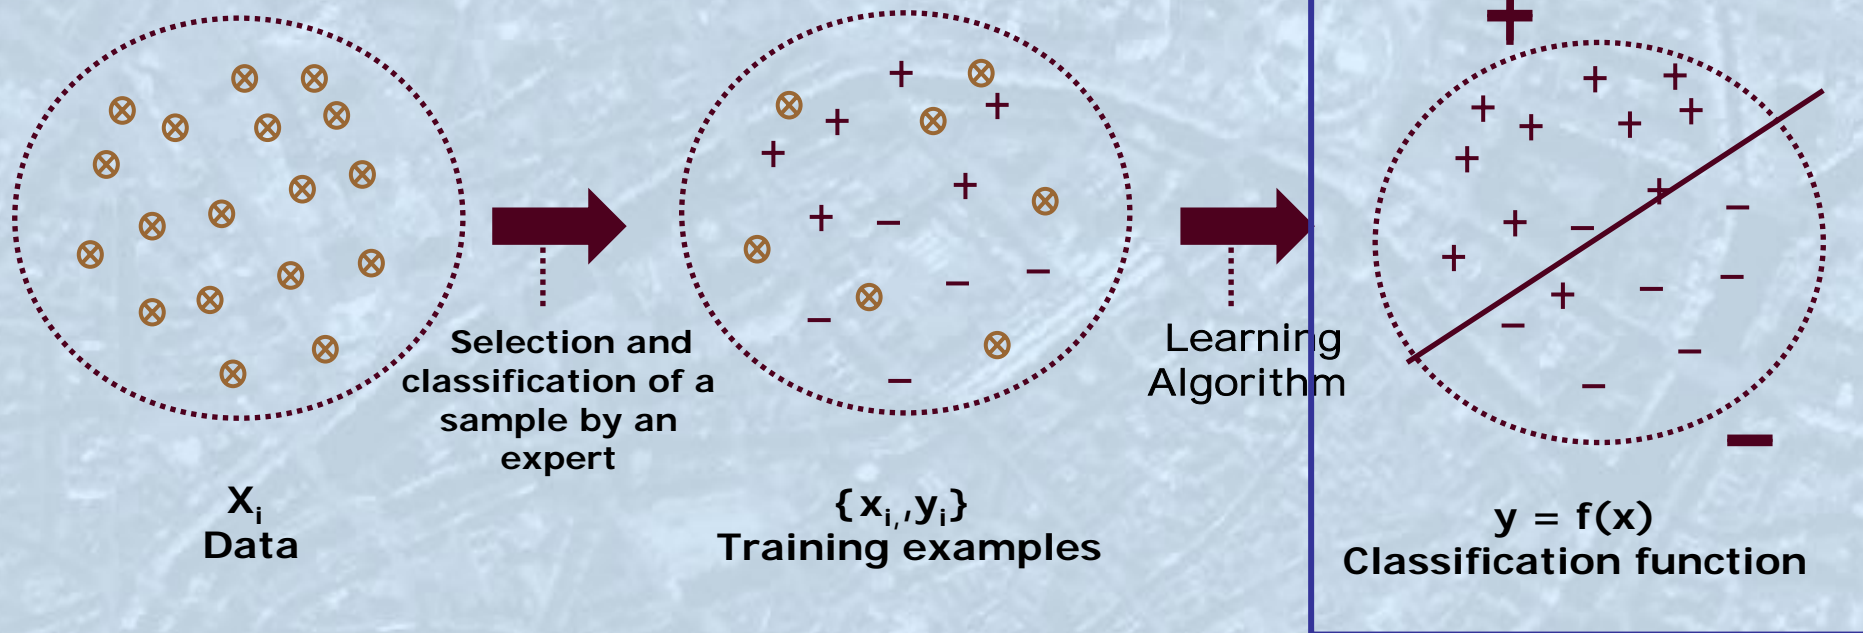 Selection and
classification of a
sample by an
expert
Xi
Data
Learning
Algorithm
{xi,,yi}
Training examples
y = f(x)
Classification function